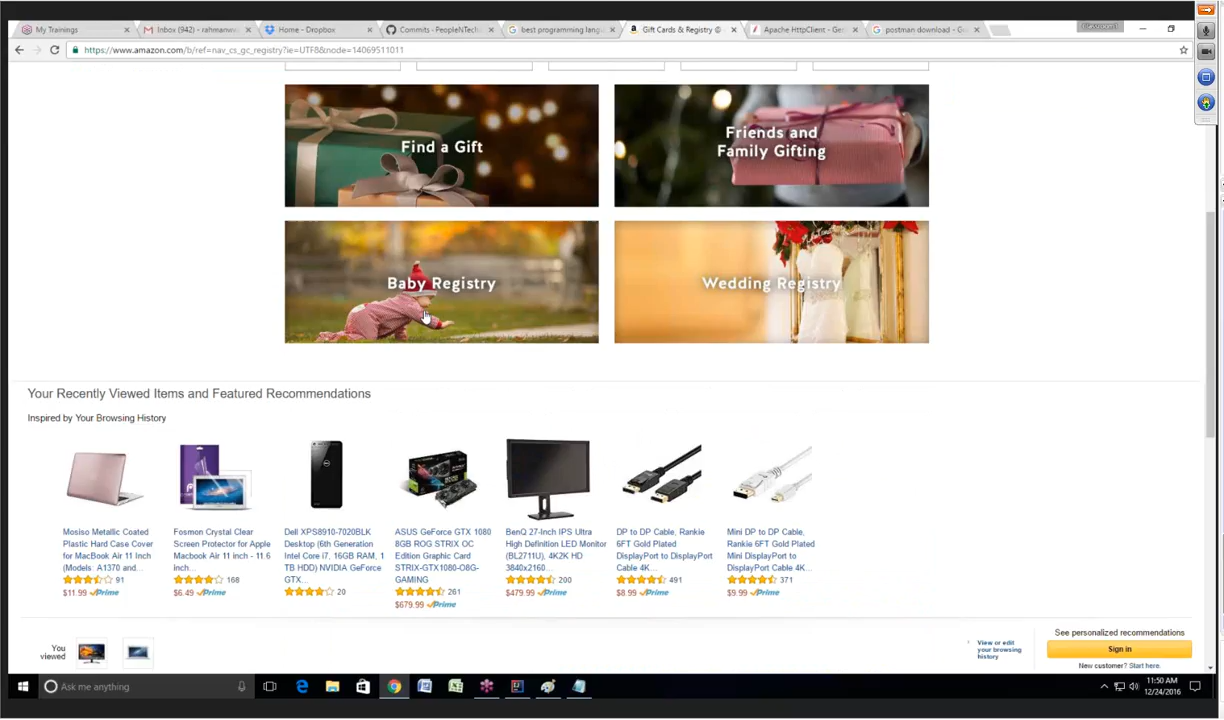 My Trainings
Inbox (942) - rahmanww
Home - Dropbox
Commits - PeopleNTech
best programming lang
Gift Cards & Registry @
Apache HttpClient - Ge
postman download - Go
https://www.amazon.com/b/ref=nav_cs_gc_registry?ie=UTF8&node=14069511011
Find a Gift
Friends and
Family Gifting
Baby Registry
Wedding Registry
Your Recently Viewed Items and Featured Recommendations
Inspired by Your Browsing History
Mosiso Metallic Coated
Plastic Hard Case Cover
for MacBook Air 11 Inch
(Models: A1370 and...
91
$11.99 Prime
Fosmon Crystal Clear
Screen Protector for Apple
Macbook Air 11 inch - 11.6
inch...
168
$6.49 Prime
Dell XPS8910-7020BLK
Desktop (6th Generation
Intel Core i7, 16GB RAM, 1
TB HDD) NVIDIA GeForce
GTX...
20
ASUS GeForce GTX 1080
8GB ROG STRIX OC
Edition Graphic Card
STRIX-GTX1080-O8G-
GAMING
261
$679.99 Prime
BenQ 27-Inch IPS Ultra
High Definition LED Monitor
(BL2711U), 4K2K HD
3840x2160...
200
$479.99 Prime
DP to DP Cable, Rankie
6FT Gold Plated
DisplayPort to DisplayPort
Cable 4K...
491
$8.99 Prime
Mini DP to DP Cable,
Rankie 6FT Gold Plated
Mini DisplayPort to
DisplayPort Cable 4K...
371
$9.99 Prime
You
viewed
View or edit
your browsing
history
See personalized recommendations
Sign in
New customer? Start here.
Ask me anything
11:50 AM
12/24/2016